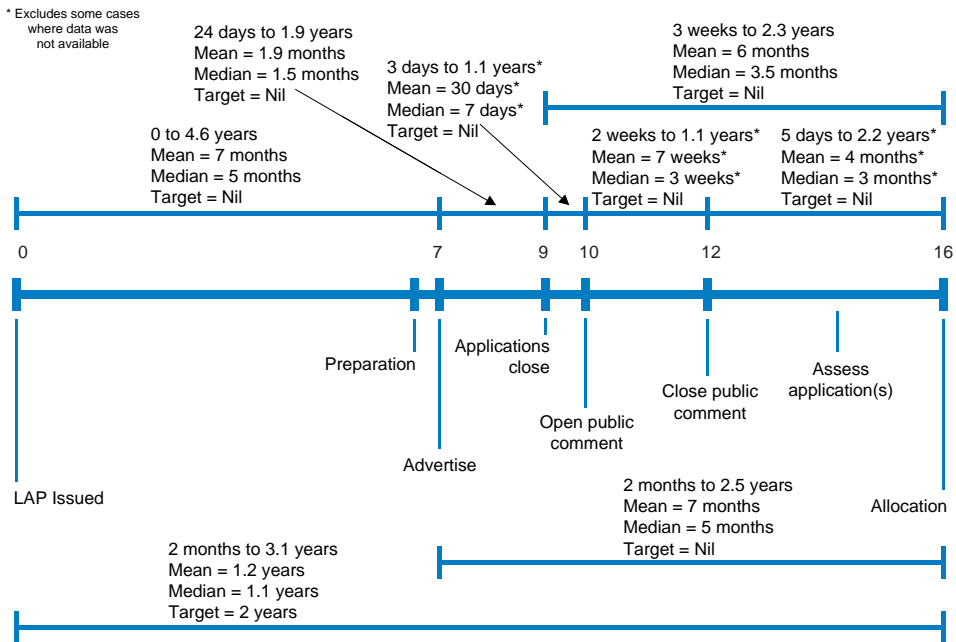 * Excludes some cases
where data was
not available
24 days to 1.9 years
Mean = 1.9 months
Median = 1.5 months
Target = Nil
3 days to 1.1 years*
Mean = 30 days*
Median = 7 days*
Target = Nil
3 weeks to 2.3 years
Mean = 6 months
Median = 3.5 months
Target = Nil
0 to 4.6 years
Mean = 7 months
Median = 5 months
Target = Nil
2 weeks to 1.1 years*
Mean = 7 weeks*
Median = 3 weeks*
Target = Nil
5 days to 2.2 years*
Mean = 4 months*
Median = 3 months*
Target = Nil
0 7 9 10 12 16
Preparation
Applications
close
Assess
application(s)
Close public
comment
Open public
comment
Advertise
LAP Issued
Allocation
2 months to 2.5 years
Mean = 7 months
Median = 5 months
Target = Nil
2 months to 3.1 years
Mean = 1.2 years
Median = 1.1 years
Target = 2 years